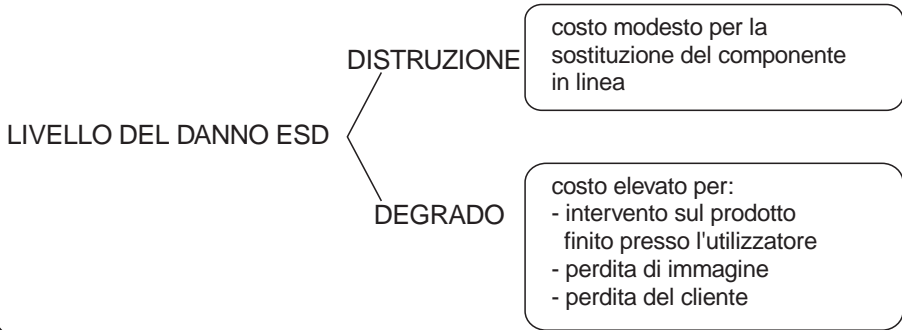 LIVELLO DEL DANNO ESD
DISTRUZIONE
costo modesto per la
sostituzione del componente
in linea
DEGRADO
costo elevato per:
- intervento sul prodotto
finito presso l'utilizzatore
- perdita di immagine
- perdita del cliente